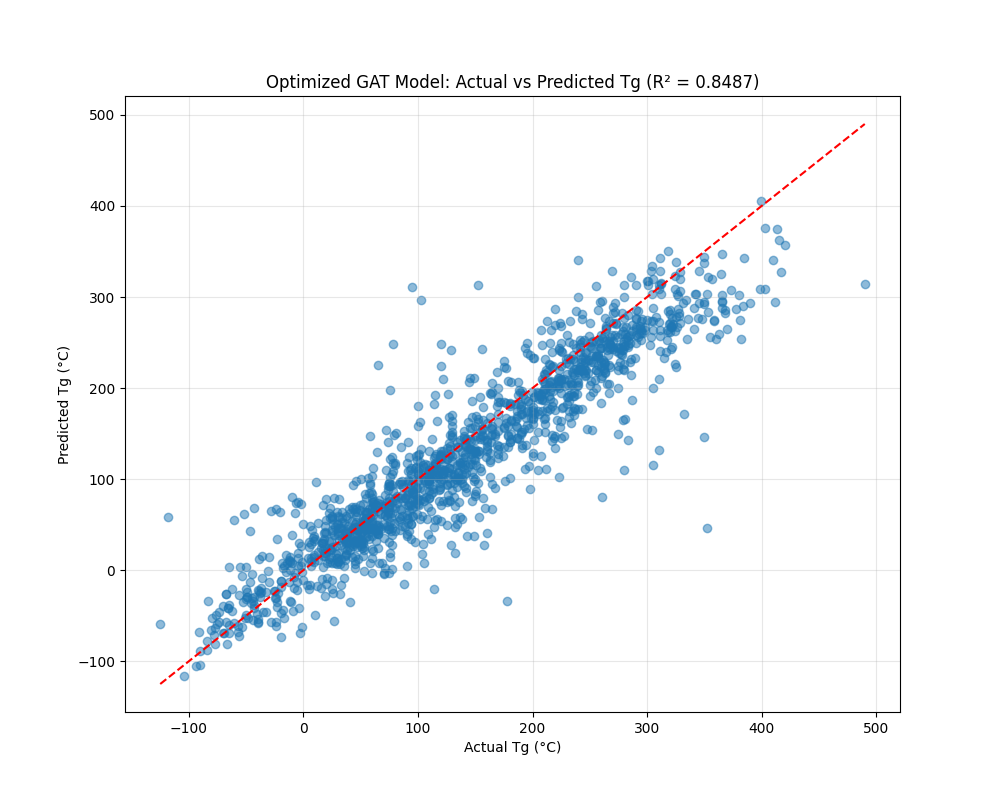 Optimized GAT Model: Actual vs Predicted Tg (R² = 0.8487)
500
400
300
200
100
0
−100
Predicted Tg (°C)
−100 0 100 200 300 400 500
Actual Tg (°C)